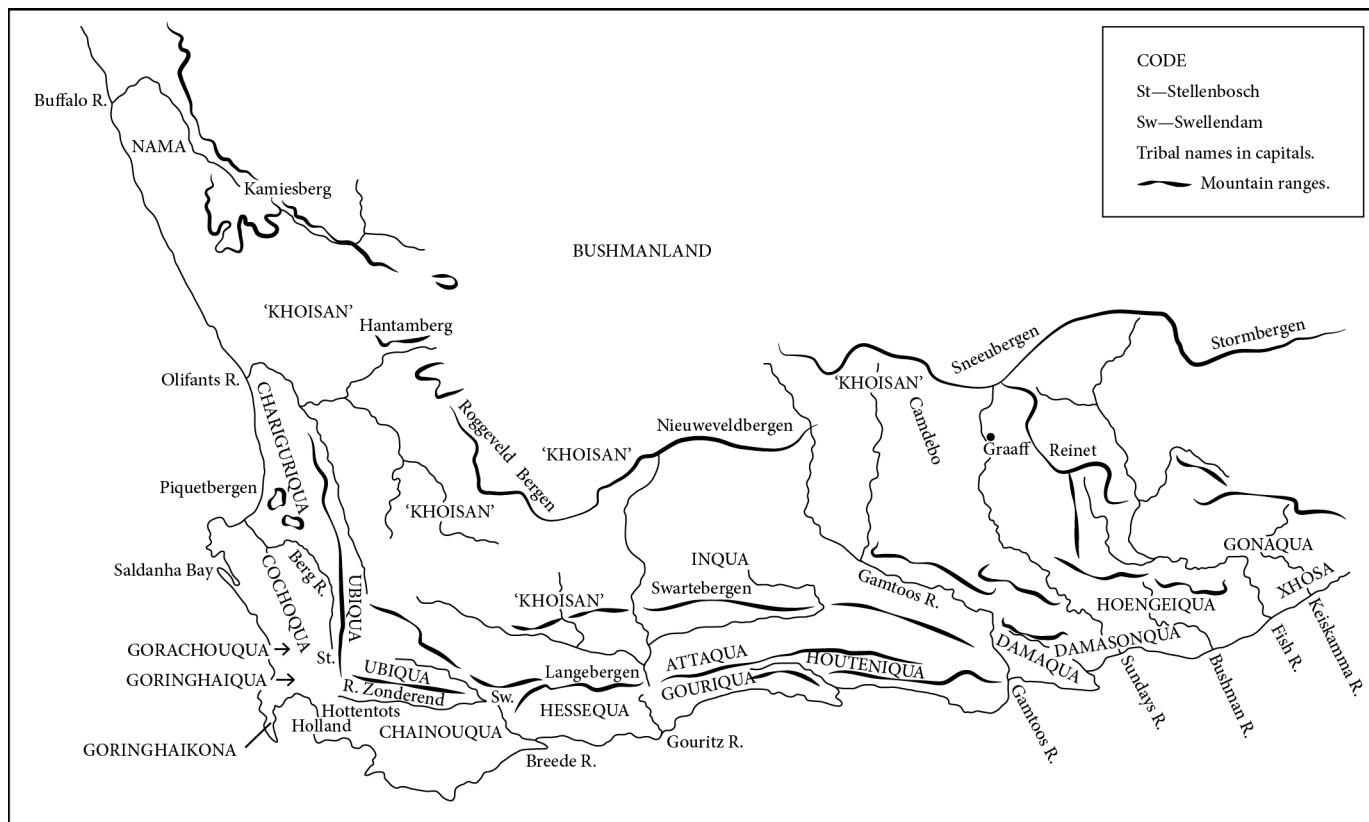 CODE
St—Stellenbosch
Sw—Swellendam
Tribal names in capitals.
Mountain ranges.
Buffalo R.
NAMA
Kamiesberg
BUSHMANLAND
'KHOISAN'
Hantamberg
Sneeubergen
Stormbergen
Olifants R.
CHARIGURIQUA
'KHOISAN'
Camdebo
Roggeveld Bergen
Nieuweveldbergen
'KHOISAN'
Graaff Reinet
Piquetbergen
'KHOISAN'
GONAQUA
Saldanha Bay
COCHOQUA
Berg R.
UBIQUA
INQUA
Swartebergen
'KHOISAN'
Gamtoos R.
XHOSA
HOENGEIQUA
Keiskamma R.
Fish R.
GORACHOUQUA
St.
ATTAQUA
HOUTENIQUA
DAMAQUA
DAMASONQUA
GORINGHAIQUA
UBIQUA
R. Zonderend
Sw.
Langebergen
GOURIQUA
Sundays R.
Bushman R.
Hottentots
Holland
HESSEQUA
Gamtoos R.
CHAINOUQUA
GORINGHAIKONA
Gouritz R.
Breede R.